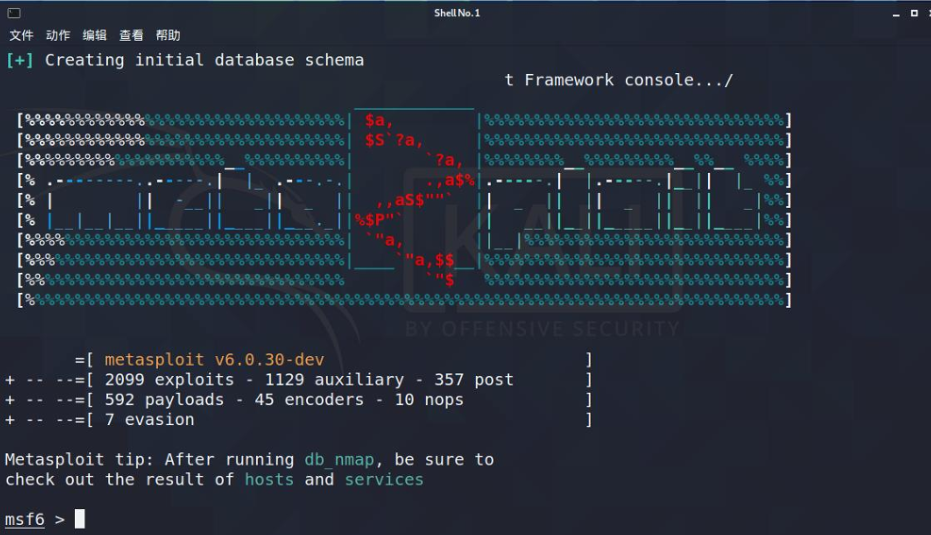 Shell No. 1
文件 动作 编辑 查看 帮助
[+] Creating initial database schema
t Framework console.../
metasploit
=[ metasploit v6.0.30-dev ]
+ -- --=[ 2099 exploits - 1129 auxiliary - 357 post ]
+ -- --=[ 592 payloads - 45 encoders - 10 nops ]
+ -- --=[ 7 evasion ]
Metasploit tip: After running db_nmap, be sure to
check out the result of hosts and services
msf6 >
KALI
BY OFFENSIVE SECURITY